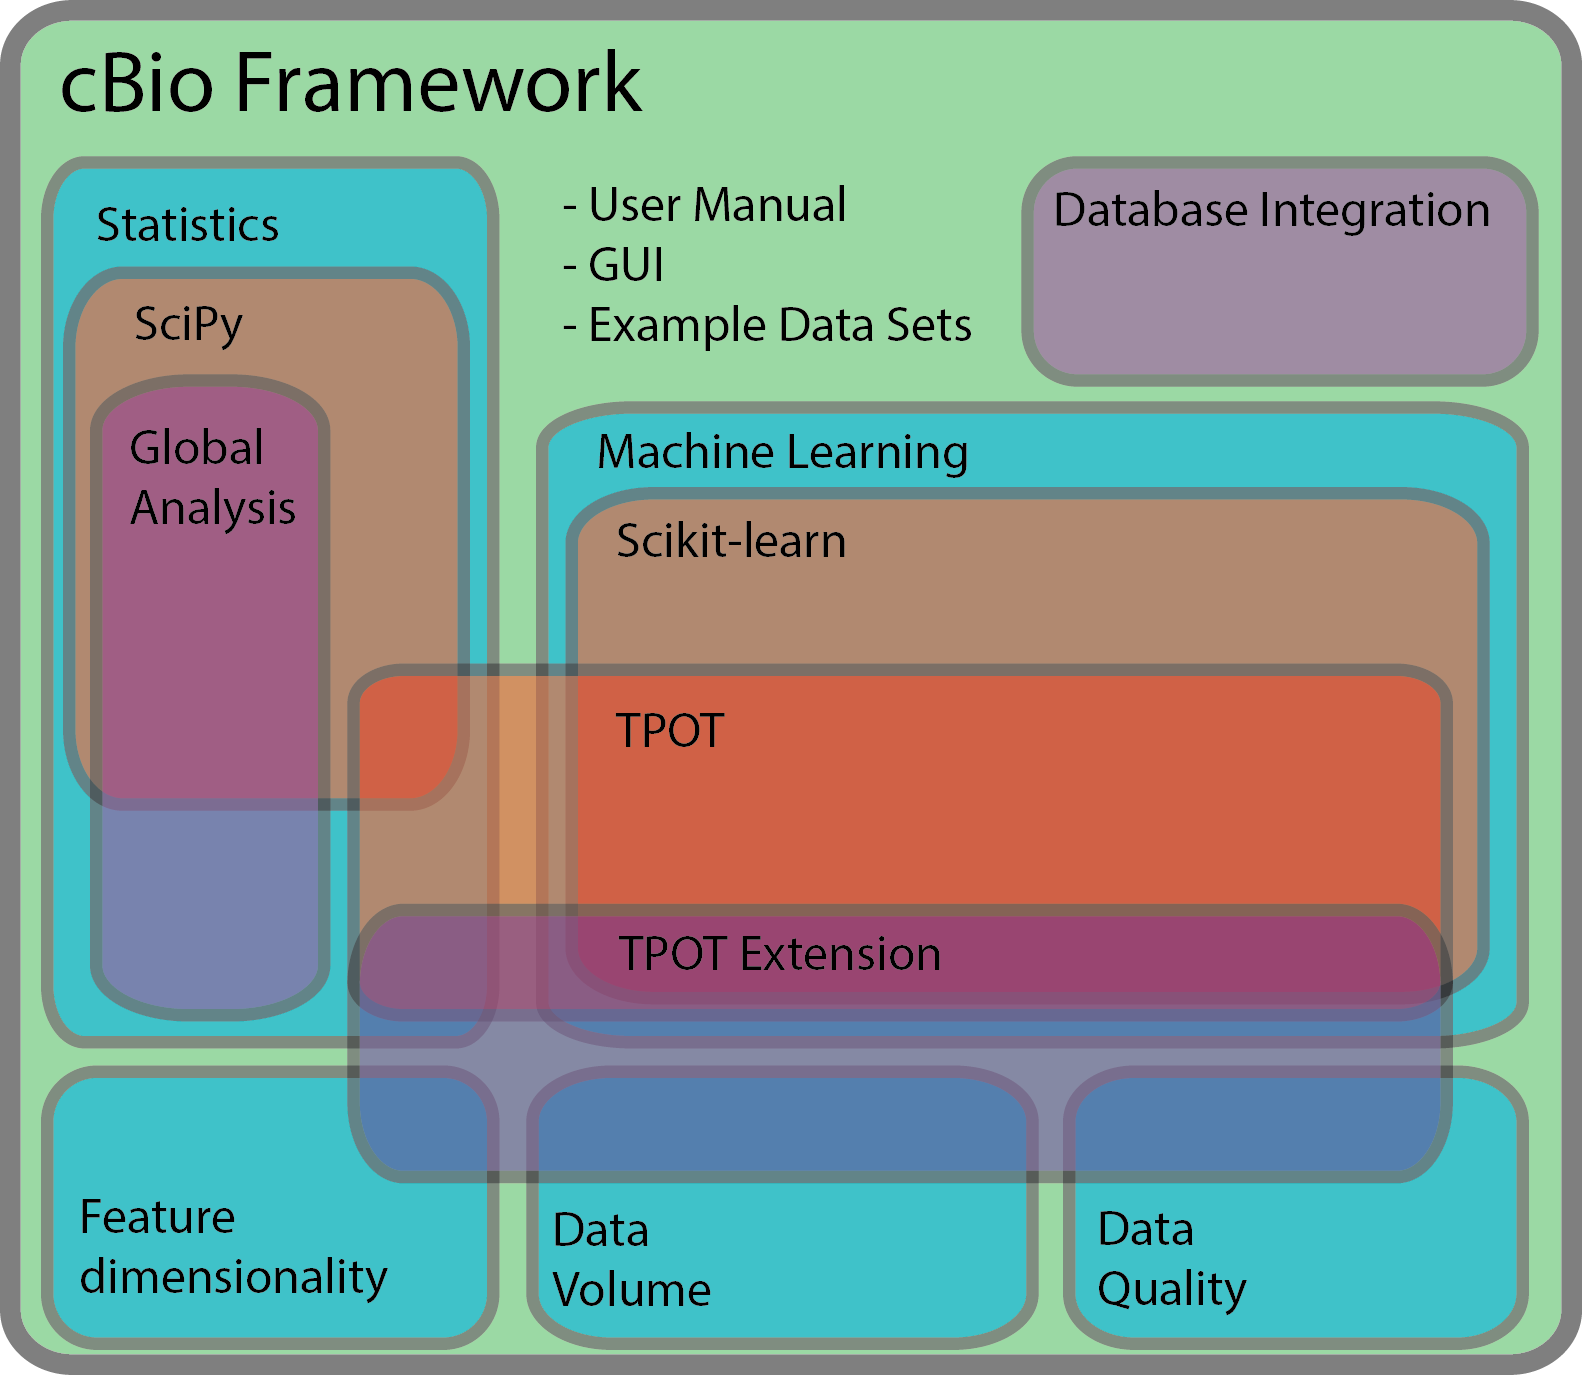 cBio Framework
Statistics
- User Manual
- GUI
- Example Data Sets
Database Integration
SciPy
Global
Analysis
Machine Learning
Scikit-learn
TPOT
TPOT Extension
Feature
dimensionality
Data
Volume
Data
Quality